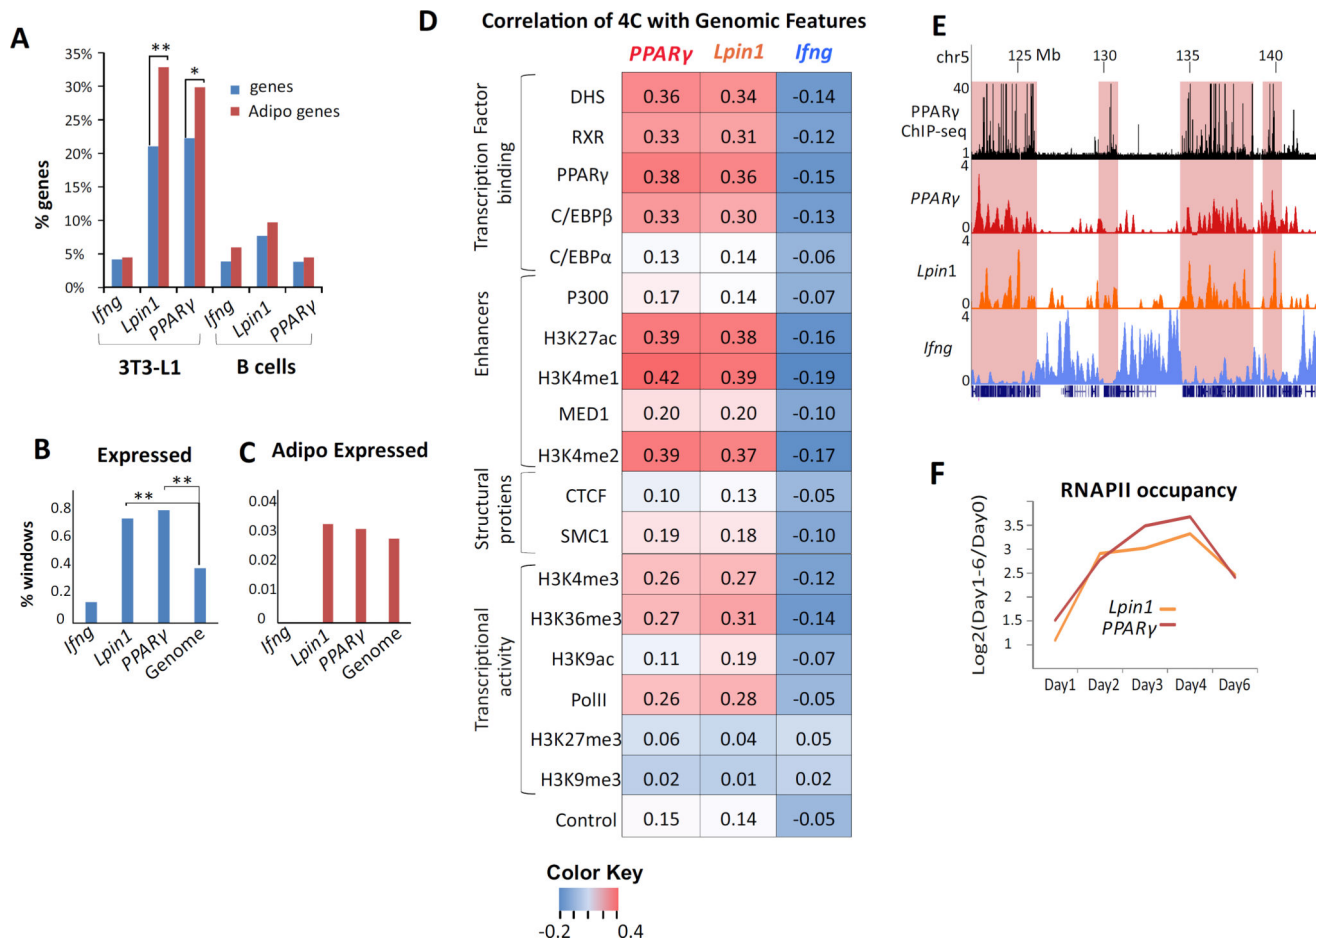 A
35%
30%
25%
20%
15%
10%
5%
0%
% genes
**
*
genes
Adipo genes
Ifng
Lpin1
PPARγ
Ifng
Lpin1
PPARγ
3T3-L1
B cells
B
Expressed
**
**
0.8
0.6
0.4
0.2
0
% windows
Ifng
Lpin1
PPARγ
Genome
C
Adipo Expressed
0.04
0.03
0.02
0.01
0
Ifng
Lpin1
PPARγ
Genome
D
Correlation of 4C with Genomic Features
PPARγ Lpin1 Ifng
Transcription Factor
binding
DHS 0.36 0.34 -0.14
RXR 0.33 0.31 -0.12
PPARγ 0.38 0.36 -0.15
C/EBPβ 0.33 0.30 -0.13
C/EBPα 0.13 0.14 -0.06
Enhancers
P300 0.17 0.14 -0.07
H3K27ac 0.39 0.38 -0.16
H3K4me1 0.42 0.39 -0.19
MED1 0.20 0.20 -0.10
H3K4me2 0.39 0.37 -0.17
Structural
protiens
CTCF 0.10 0.13 -0.05
SMC1 0.19 0.18 -0.10
Transcriptional
activity
H3K4me3 0.26 0.27 -0.12
H3K36me3 0.27 0.31 -0.14
H3K9ac 0.11 0.19 -0.07
PolII 0.26 0.28 -0.05
H3K27me3 0.06 0.04 0.05
H3K9me3 0.02 0.01 0.02
Control 0.15 0.14 -0.05
Color Key
-0.2 0.4
E
chr5 125 Mb 130 135 140
40
PPARγ
ChIP-seq
1
4
PPARγ
0
4
Lpin1
0
4
Ifng
0
F
RNAPII occupancy
3.5
3
2.5
2
1.5
1
Log2(Day1-6/Day0)
Lpin1
PPARγ
Day1 Day2 Day3 Day4 Day6